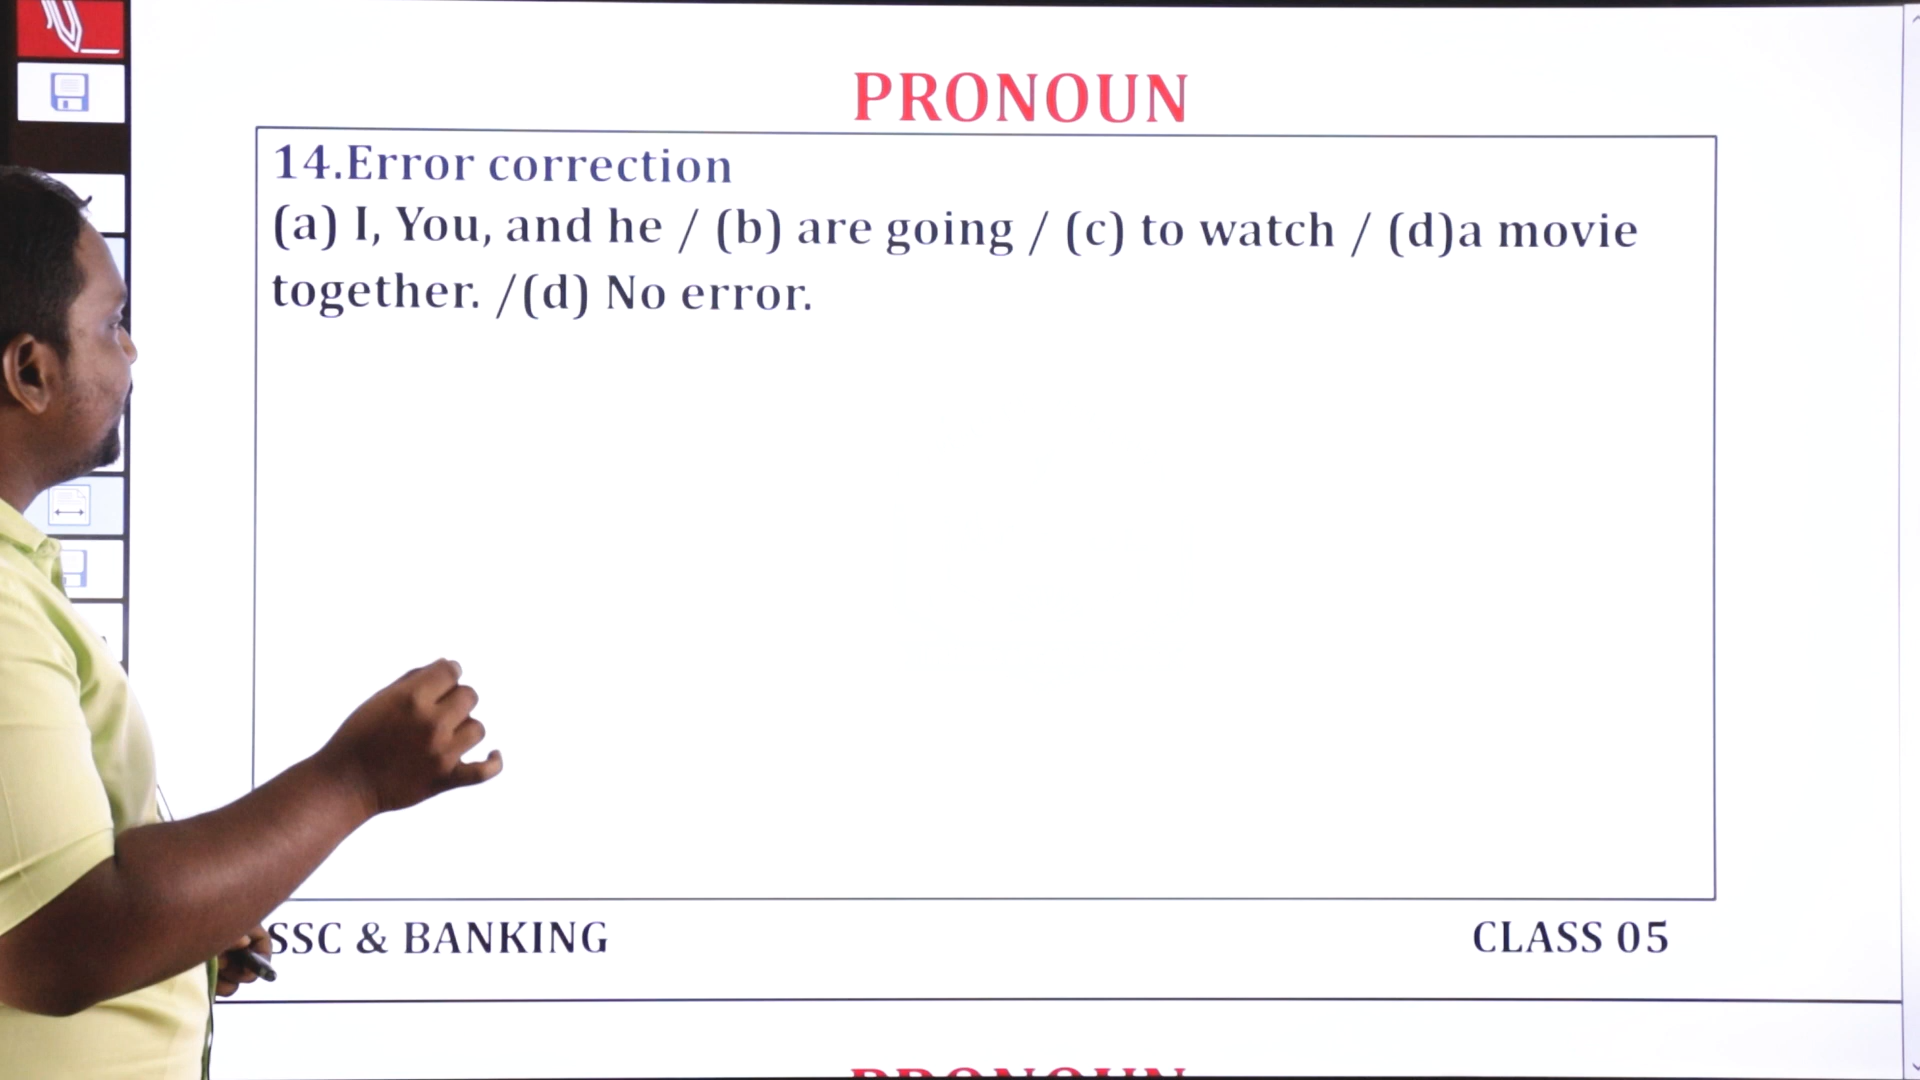 PRONOUN
14.Error correction
(a) I, You, and he / (b) are going / (c) to watch / (d)a movie
together. /(d) No error.
SSC & BANKING
CLASS 05
PRONOUN